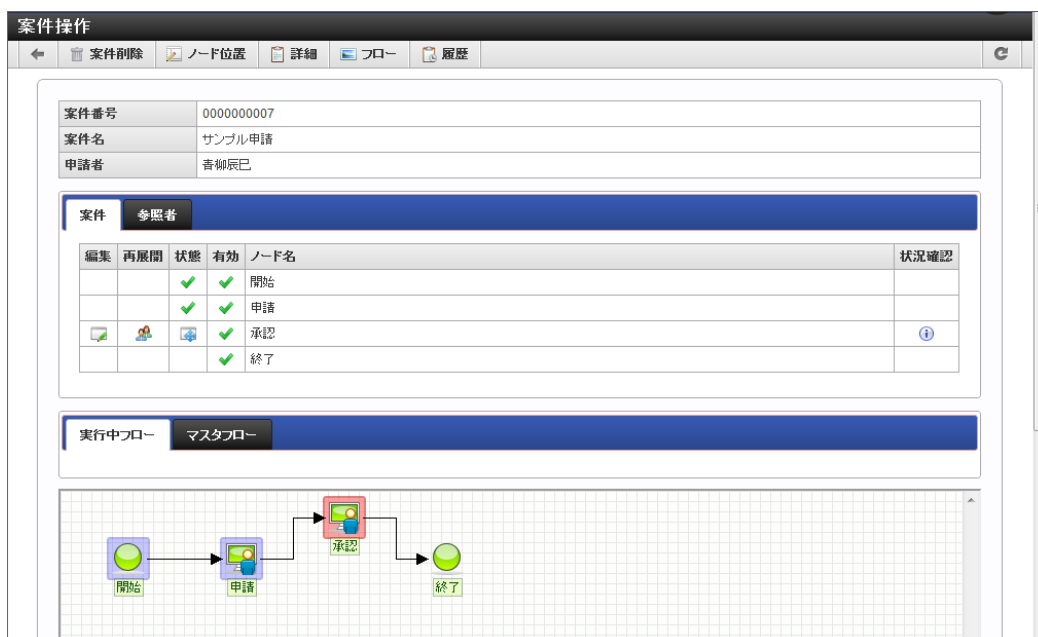 案件操作
案件削除 ノード位置 詳細 フロー 履歴
案件番号 0000000007
案件名 サンプル申請
申請者 青柳辰巳
案件 参照者
編集 再展開 状態 有効 ノード名 状況確認
開始
申請
承認
終了
実行中フロー マスタフロー
承認
開始 申請 終了